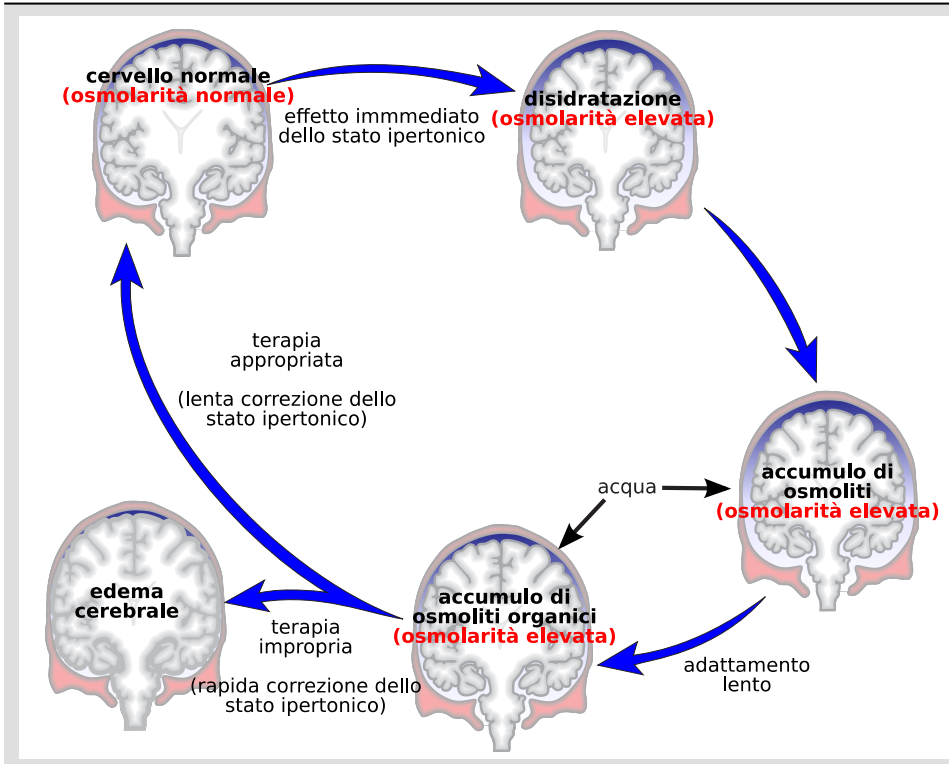 cervello normale
(osmolarità normale)
effetto immmediato
dello stato ipertonico
disidratazione
(osmolarità elevata)
accumulo di
osmoliti
(osmolarità elevata)
acqua
adattamento
lento
accumulo di
osmoliti organici
(osmolarità elevata)
terapia
appropriata
(lenta correzione dello
stato ipertonico)
terapia
impropria
(rapida correzione dello
stato ipertonico)
edema
cerebrale